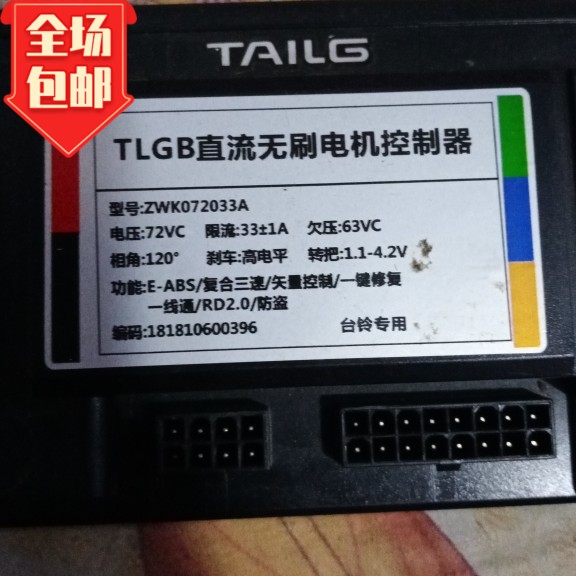 全场
包邮
TAILG
TLGB直流无刷电机控制器
型号:ZWK072033A
电压:72VC 限流:33±1A 欠压:63VC
相角:120° 刹车:高电平 转把:1.1-4.2V
功能:E-ABS/复合三速/矢量控制/一键修复
一线通/RD2.0/防盗
编码:181810600396 台铃专用